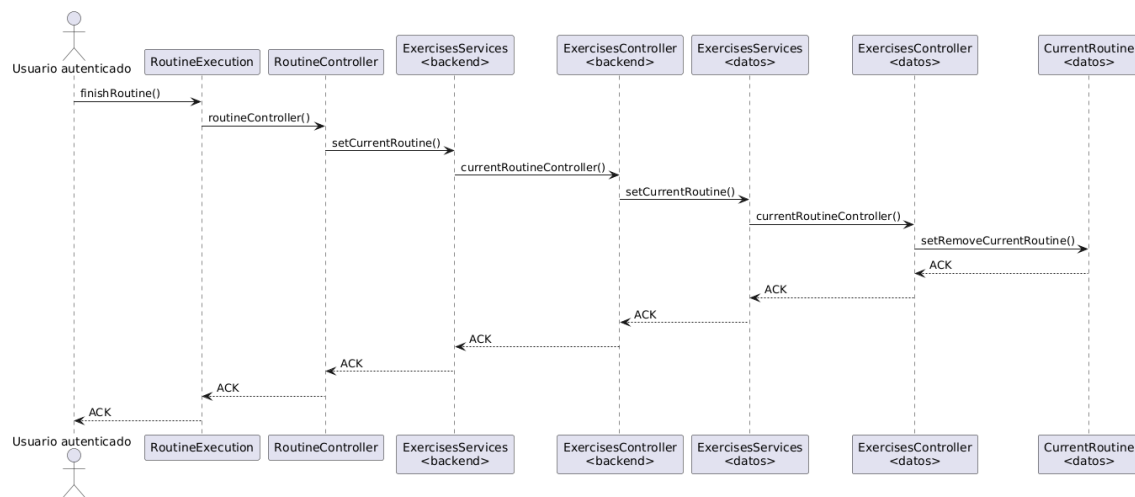 Usuario autenticado
RoutineExecution
RoutineController
ExercisesServices
<backend>
ExercisesController
<backend>
ExercisesServices
<datos>
ExercisesController
<datos>
CurrentRoutine
<datos>
finishRoutine()
routineController()
setCurrentRoutine()
currentRoutineController()
setCurrentRoutine()
currentRoutineController()
setRemoveCurrentRoutine()
ACK
ACK
ACK
ACK
ACK
ACK
ACK
Usuario autenticado
RoutineExecution
RoutineController
ExercisesServices
<backend>
ExercisesController
<backend>
ExercisesServices
<datos>
ExercisesController
<datos>
CurrentRoutine
<datos>